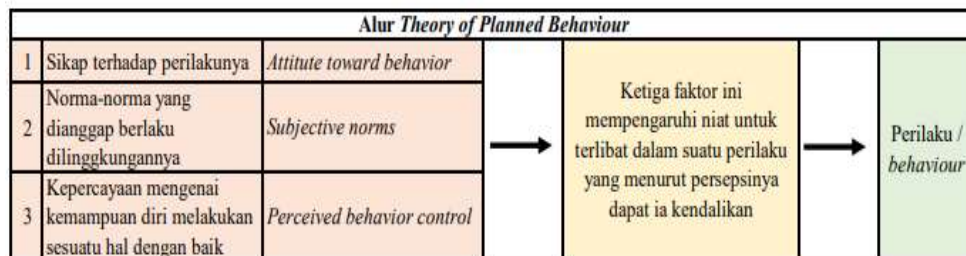 Alur Theory of Planned Behaviour
1 Sikap terhadap perilakunya Attitute toward behavior
2 Norma-norma yang
dianggap berlaku
dilinggkungannya
Subjective norms
3 Kepercayaan mengenai
kemampuan diri melakukan
sesuatu hal dengan baik
Perceived behavior control
Ketiga faktor ini
mempengaruhi niat untuk
terlibat dalam suatu perilaku
yang menurut persepsinya
dapat ia kendalikan
Perilaku /
behaviour